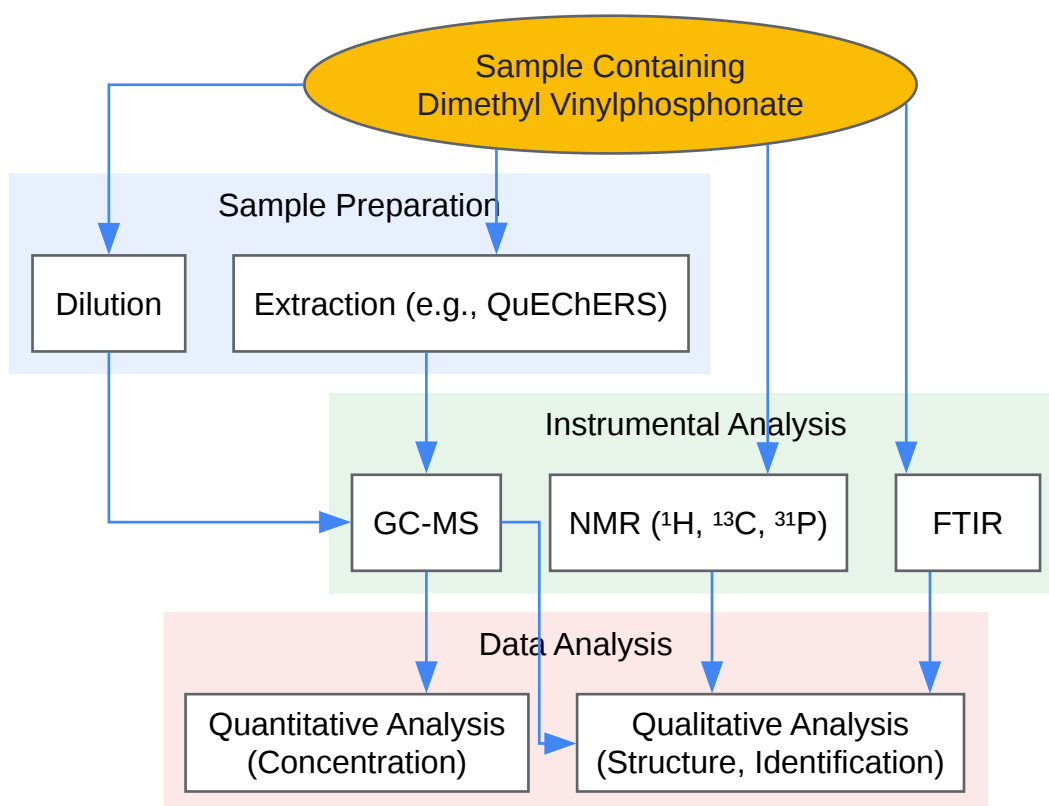 Sample Containing
Dimethyl Vinylphosphonate
Sample Preparation
Dilution
Extraction (e.g., QuEChERS)
Instrumental Analysis
GC-MS
NMR (¹H, ¹³C, ³¹P)
FTIR
Data Analysis
Quantitative Analysis
(Concentration)
Qualitative Analysis
(Structure, Identification)